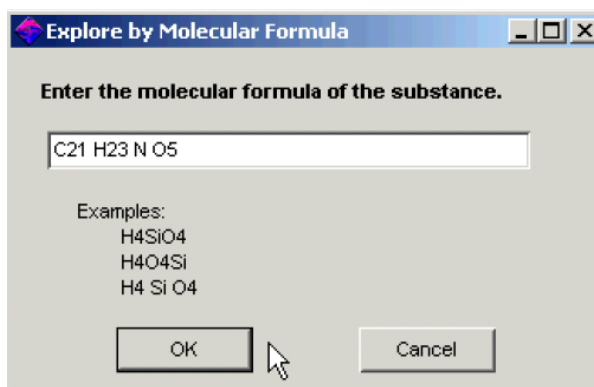 Explore by Molecular Formula
Enter the molecular formula of the substance.
C21 H23 N O5
Examples:
H4SiO4
H4O4Si
H4 Si O4
OK
Cancel